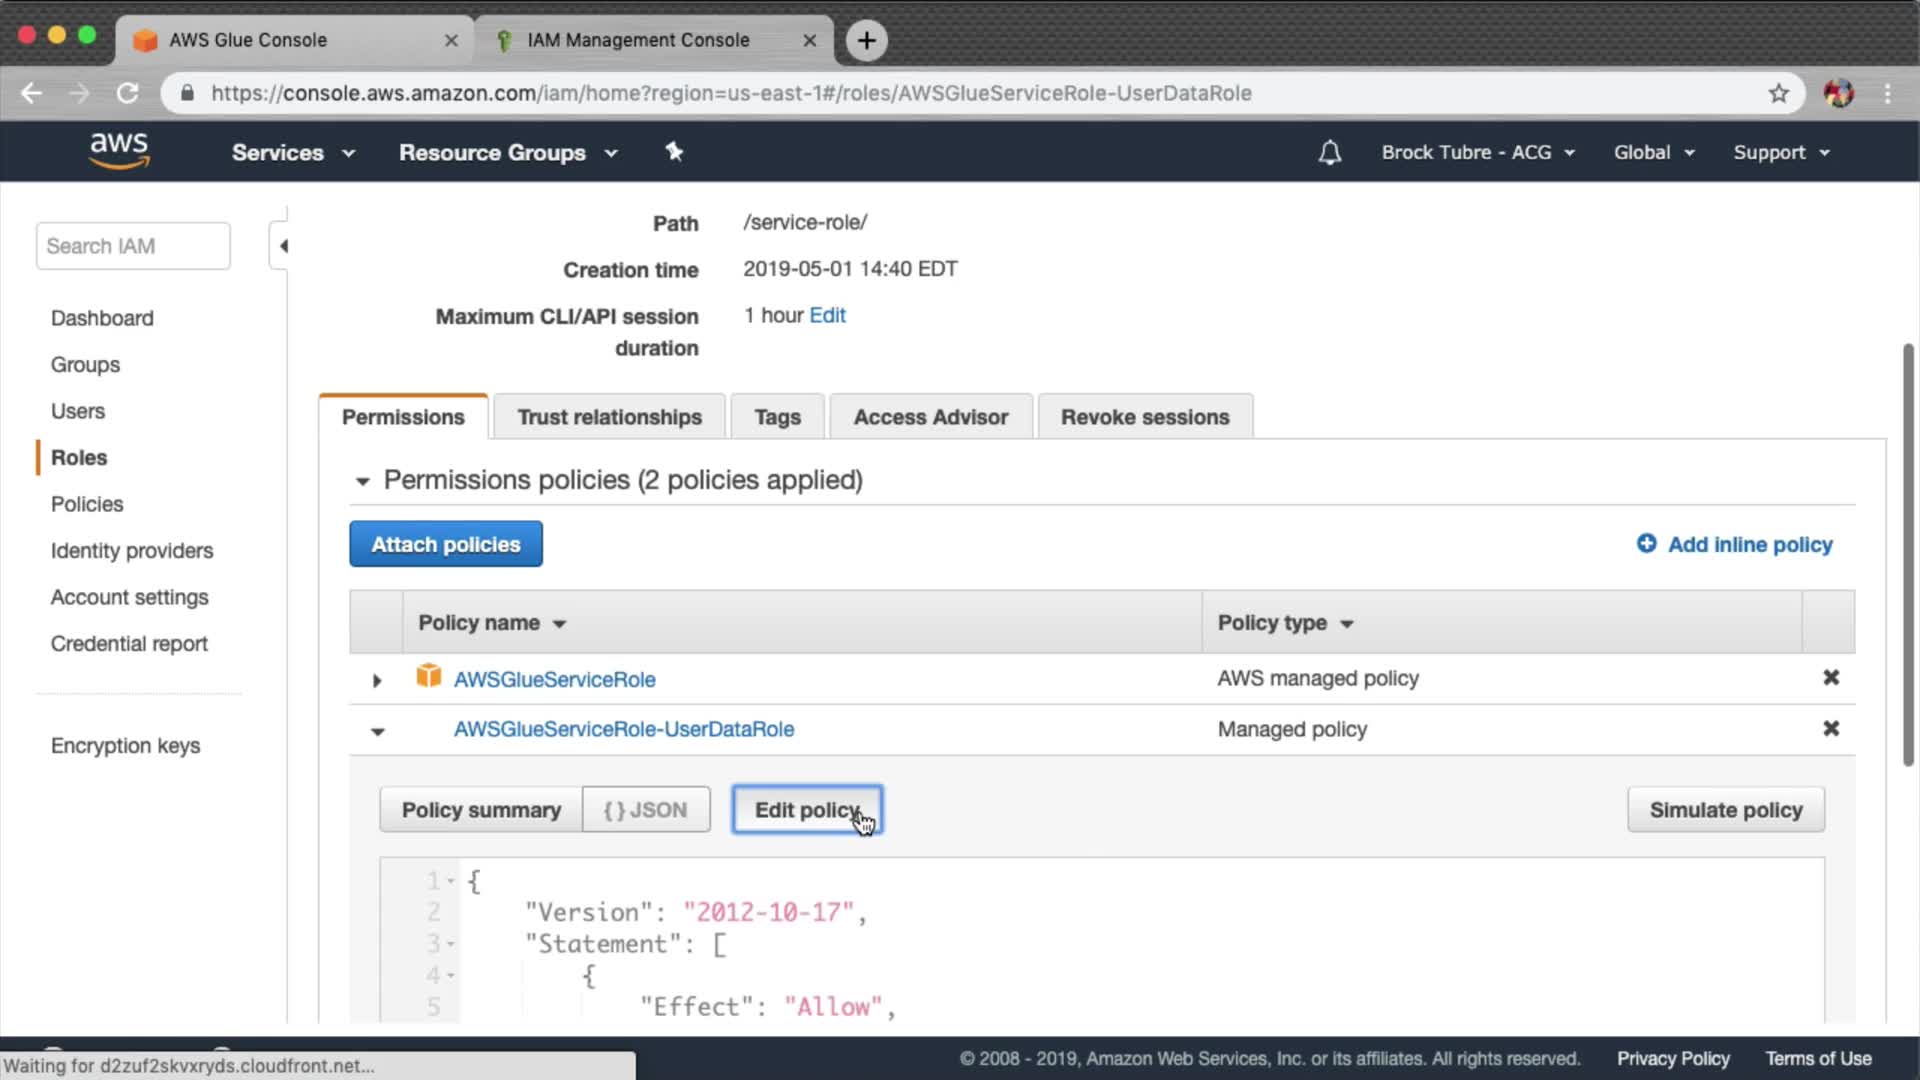 AWS Glue Console
IAM Management Console
https://console.aws.amazon.com/iam/home?region=us-east-1#/roles/AWSGlueServiceRole-UserDataRole
aws
Services
Resource Groups
Brock Tubre - ACG
Global
Support
Search IAM
Dashboard
Groups
Users
Roles
Policies
Identity providers
Account settings
Credential report
Encryption keys
Path /service-role/
Creation time 2019-05-01 14:40 EDT
Maximum CLI/API session 1 hour Edit
duration
Permissions
Trust relationships
Tags
Access Advisor
Revoke sessions
Permissions policies (2 policies applied)
Attach policies
Add inline policy
Policy name
Policy type
AWSGlueServiceRole
AWS managed policy
AWSGlueServiceRole-UserDataRole
Managed policy
Policy summary
{ } JSON
Edit policy
Simulate policy
1 {
2 "Version": "2012-10-17",
3 "Statement": [
4 {
5 "Effect": "Allow",
Waiting for d2zuf2skvxryds.cloudfront.net...
© 2008 - 2019, Amazon Web Services, Inc. or its affiliates. All rights reserved.
Privacy Policy
Terms of Use